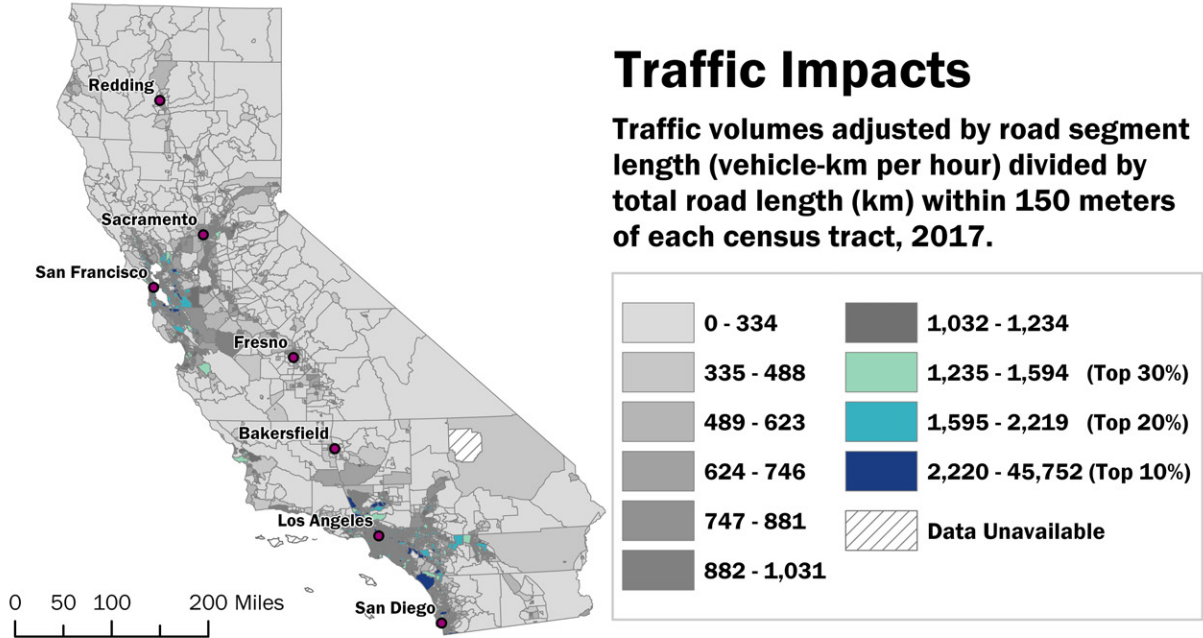 Traffic Impacts
Traffic volumes adjusted by road segment
length (vehicle-km per hour) divided by
total road length (km) within 150 meters
of each census tract, 2017.
0 - 334
335 - 488
489 - 623
624 - 746
747 - 881
882 - 1,031
1,032 - 1,234
1,235 - 1,594 (Top 30%)
1,595 - 2,219 (Top 20%)
2,220 - 45,752 (Top 10%)
Data Unavailable
Redding
Sacramento
San Francisco
Fresno
Bakersfield
Los Angeles
San Diego
0 50 100 200 Miles